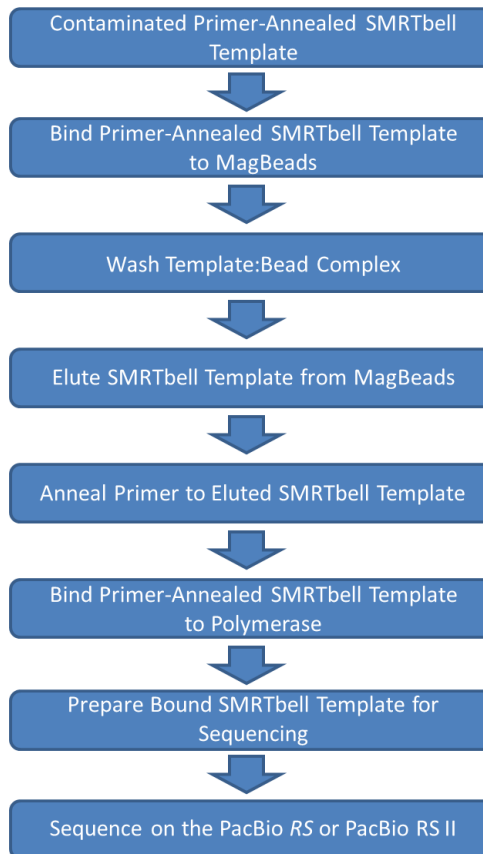 Contaminated Primer-Annealed SMRTbell
Template
Bind Primer-Annealed SMRTbell Template
to MagBeads
Wash Template:Bead Complex
Elute SMRTbell Template from MagBeads
Anneal Primer to Eluted SMRTbell Template
Bind Primer-Annealed SMRTbell Template
to Polymerase
Prepare Bound SMRTbell Template for
Sequencing
Sequence on the PacBio RS or PacBio RS II